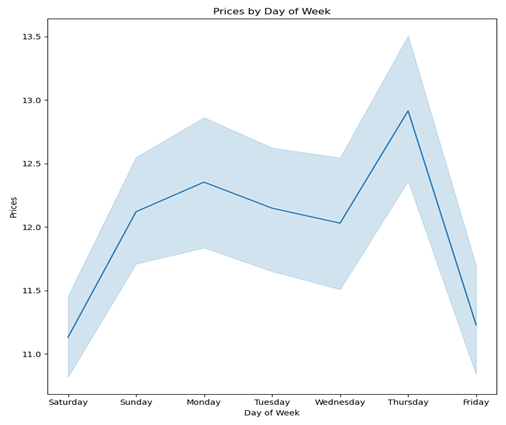 Prices by Day of Week
Prices
13.5
13.0
12.5
12.0
11.5
11.0
Saturday Sunday Monday Tuesday Wednesday Thursday Friday
Day of Week